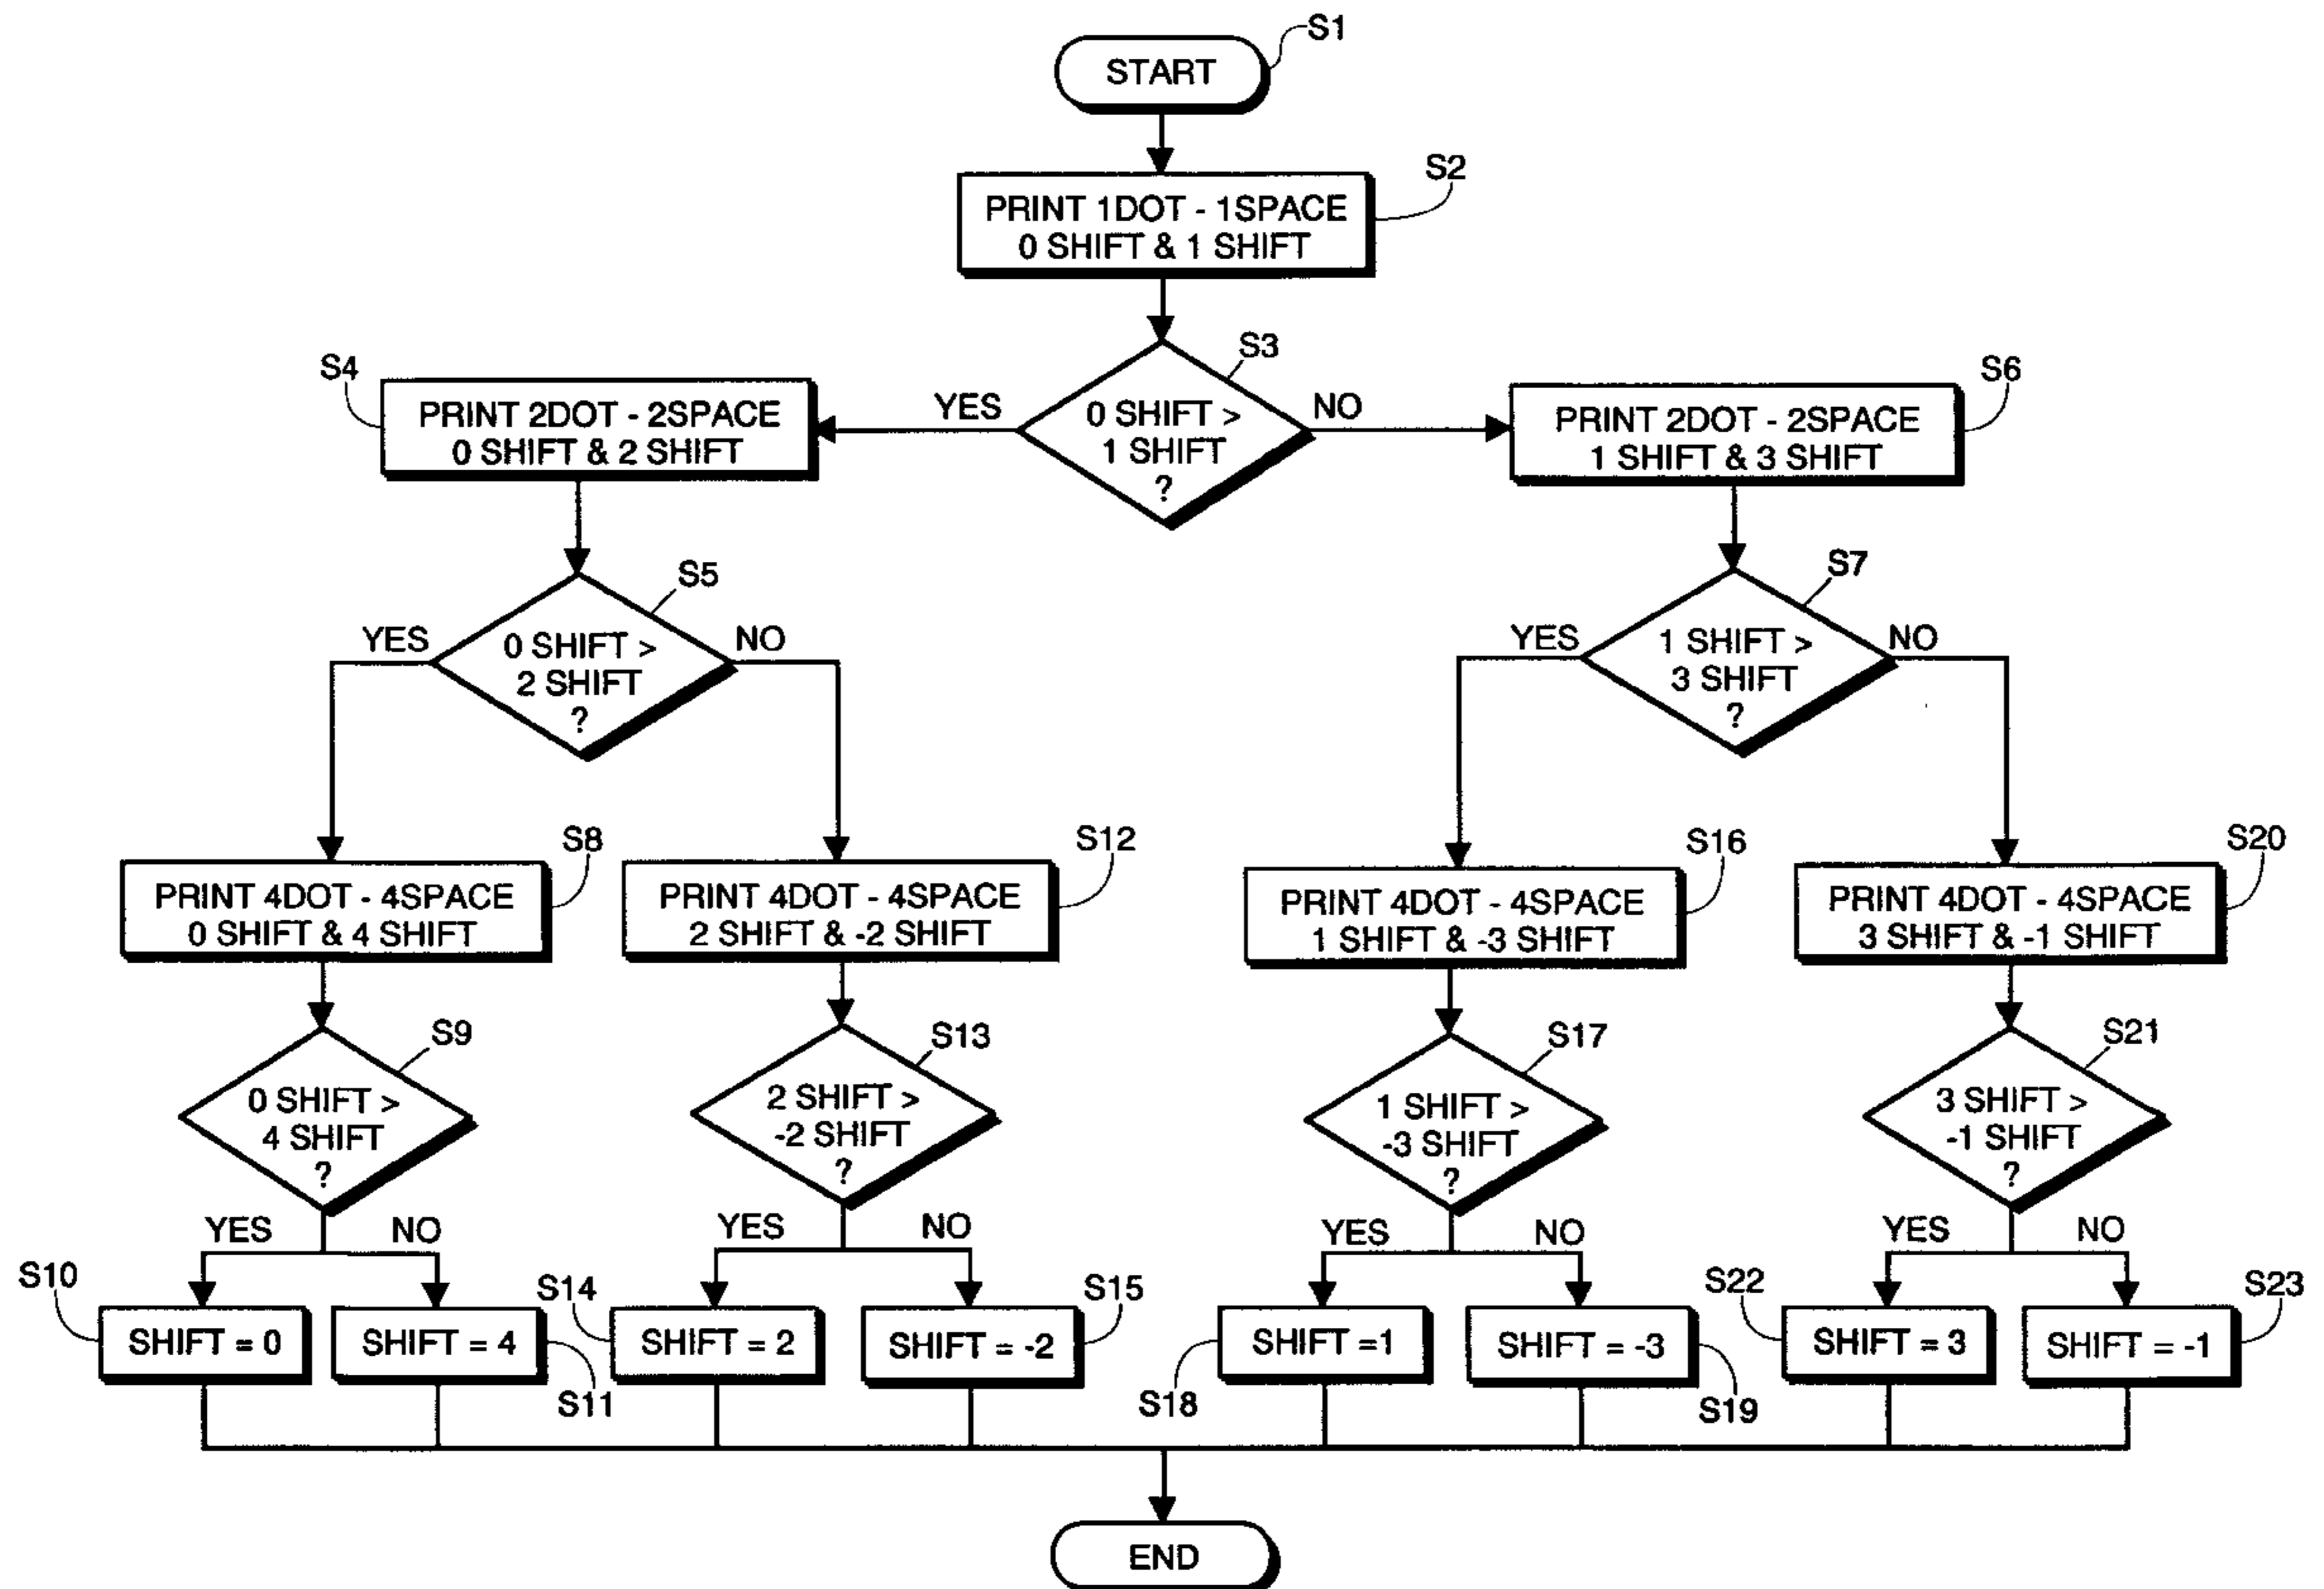 S1
START
S2
PRINT 1DOT - 1SPACE
0 SHIFT & 1 SHIFT
S3
0 SHIFT >
1 SHIFT
?
YES
NO
S4
PRINT 2DOT - 2SPACE
0 SHIFT & 2 SHIFT
S6
PRINT 2DOT - 2SPACE
1 SHIFT & 3 SHIFT
S5
YES
0 SHIFT >
2 SHIFT
?
NO
S7
YES
1 SHIFT >
3 SHIFT
?
NO
S8
PRINT 4DOT - 4SPACE
0 SHIFT & 4 SHIFT
S12
PRINT 4DOT - 4SPACE
2 SHIFT & -2 SHIFT
S16
PRINT 4DOT - 4SPACE
1 SHIFT & -3 SHIFT
S20
PRINT 4DOT - 4SPACE
3 SHIFT & -1 SHIFT
S9
0 SHIFT >
4 SHIFT
?
YES
NO
S13
2 SHIFT >
-2 SHIFT
?
YES
NO
S17
1 SHIFT >
-3 SHIFT
?
YES
NO
S21
3 SHIFT >
-1 SHIFT
?
YES
NO
S10
SHIFT = 0
SHIFT = 4
S11
S14
SHIFT = 2
SHIFT = -2
S15
SHIFT =1
S18
SHIFT = -3
S19
S22
SHIFT = 3
SHIFT = -1
S23
END